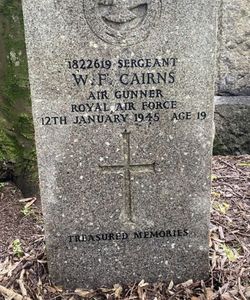 1822619 SERGEANT
W. F. CAIRNS
AIR GUNNER
ROYAL AIR FORCE
12TH JANUARY 1945 AGE 19
TREASURED MEMORIES.